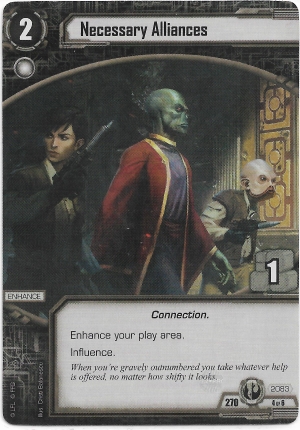 2
Necessary Alliances
ENHANCE
1
Connection.
Enhance your play area.
Influence.
When you're gravely outnumbered you take whatever help
is offered, no matter how shifty it looks.
2083
270
4 of 6